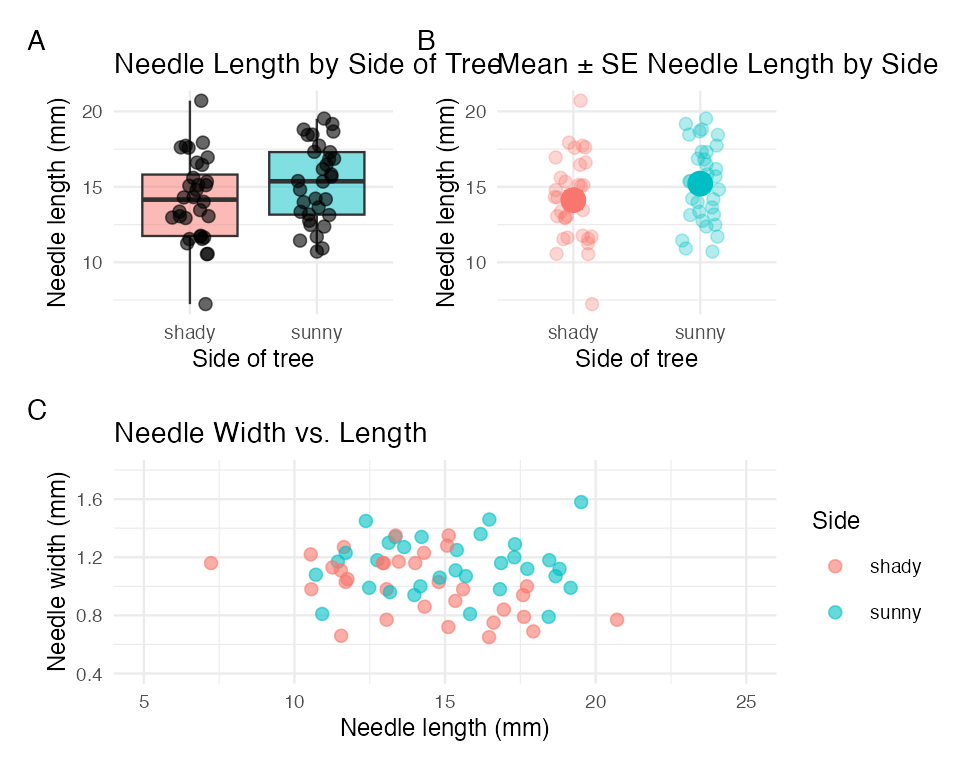 A
B
Needle Length by Side of Tree
Mean ± SE Needle Length by Side
Needle length (mm)
20
15
10
shady
sunny
Side of tree
Needle length (mm)
20
15
10
shady
sunny
Side of tree
C
Needle Width vs. Length
Needle width (mm)
1.6
1.2
0.8
0.4
5
10
15
20
25
Needle length (mm)
Side
shady
sunny